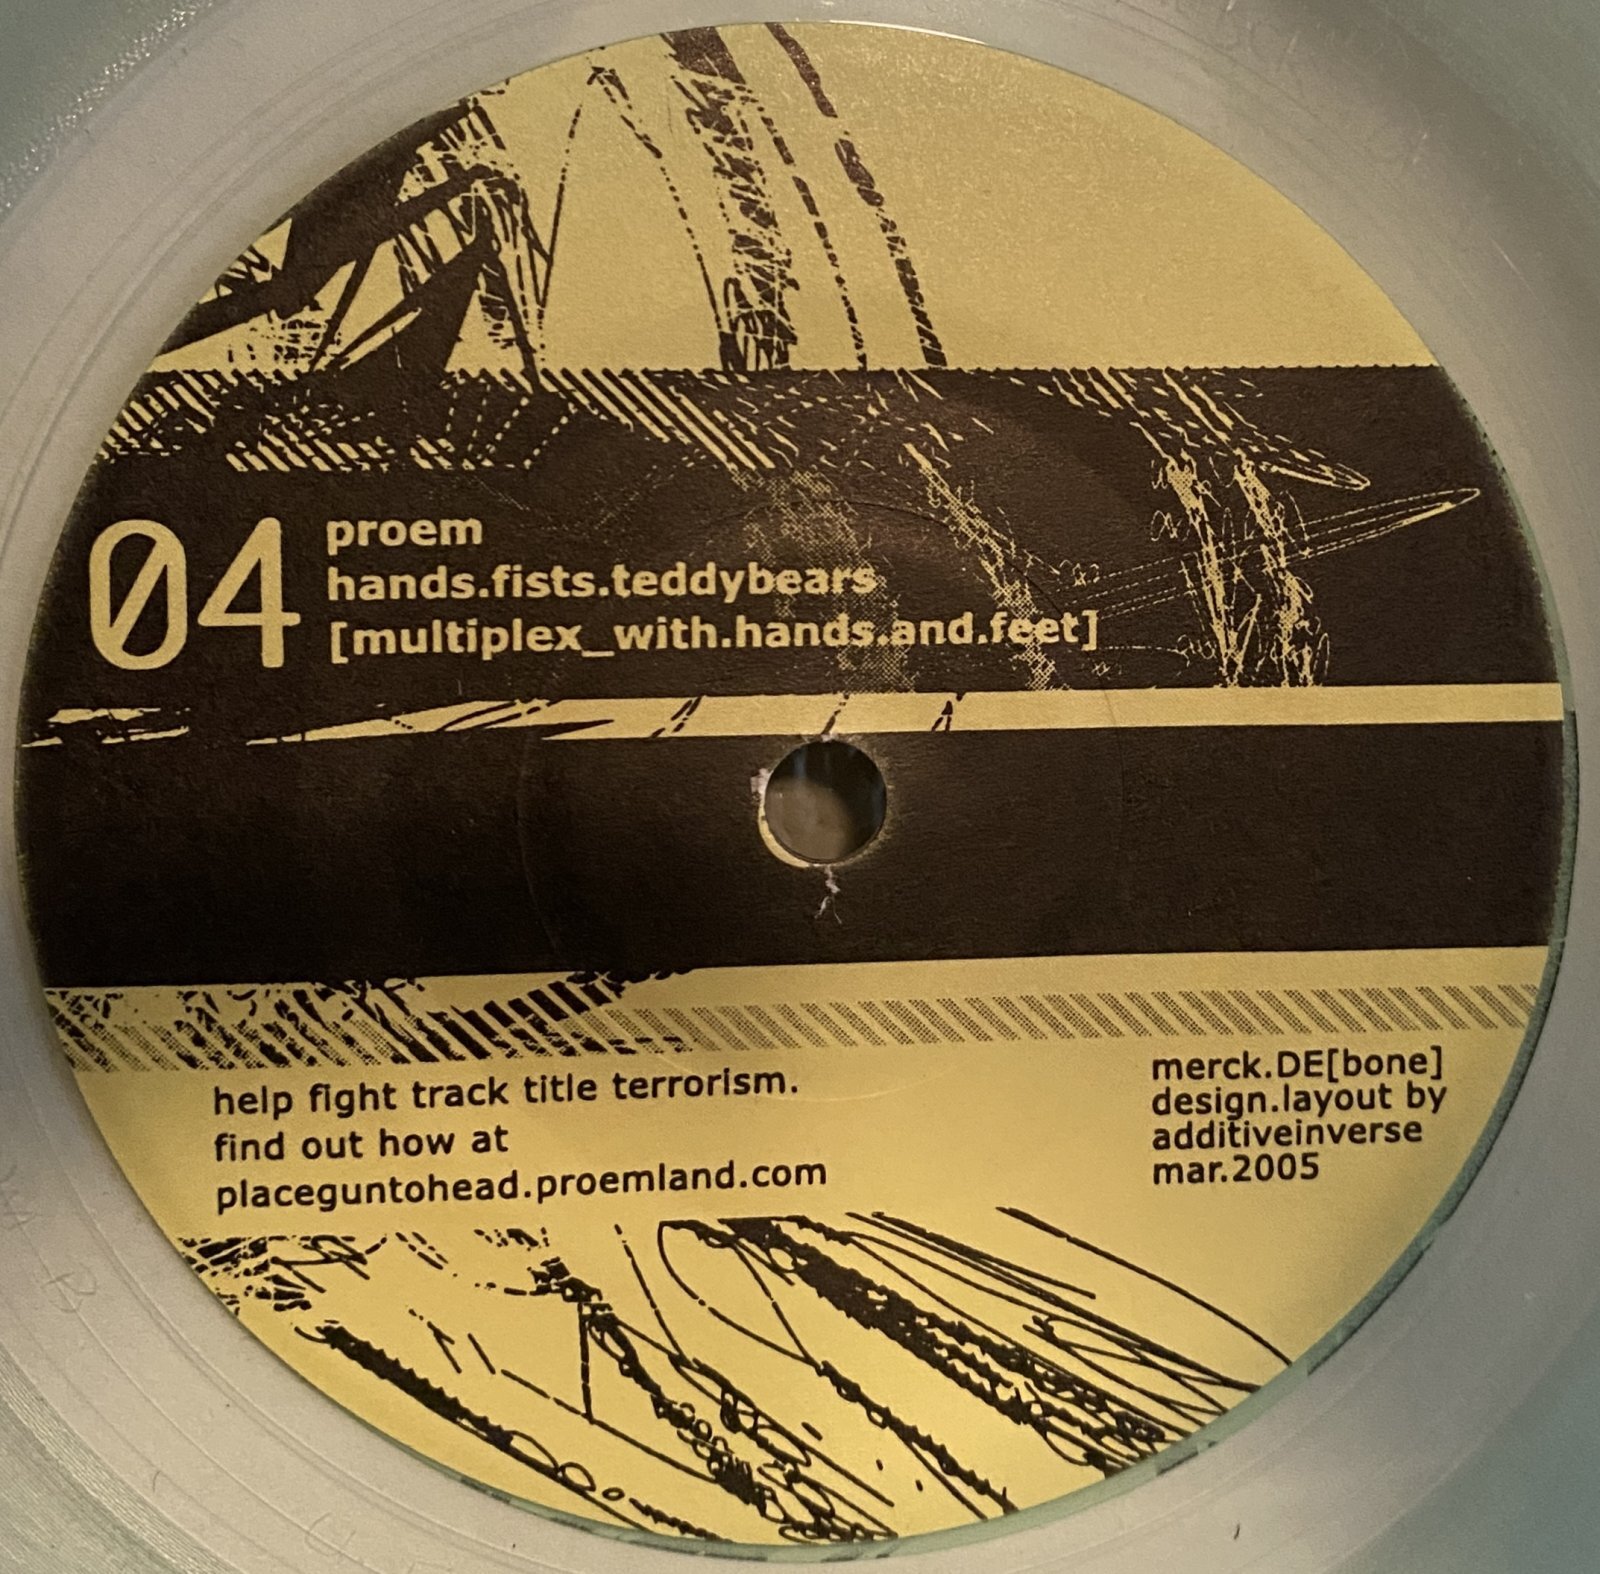 04
proem
hands.fists.teddybears
[multiplex_with.hands.and.feet]
help fight track title terrorism.
find out how at
placeguntohead.proemland.com
merck.DE[bone]
design.layout by
additiveinverse
mar.2005